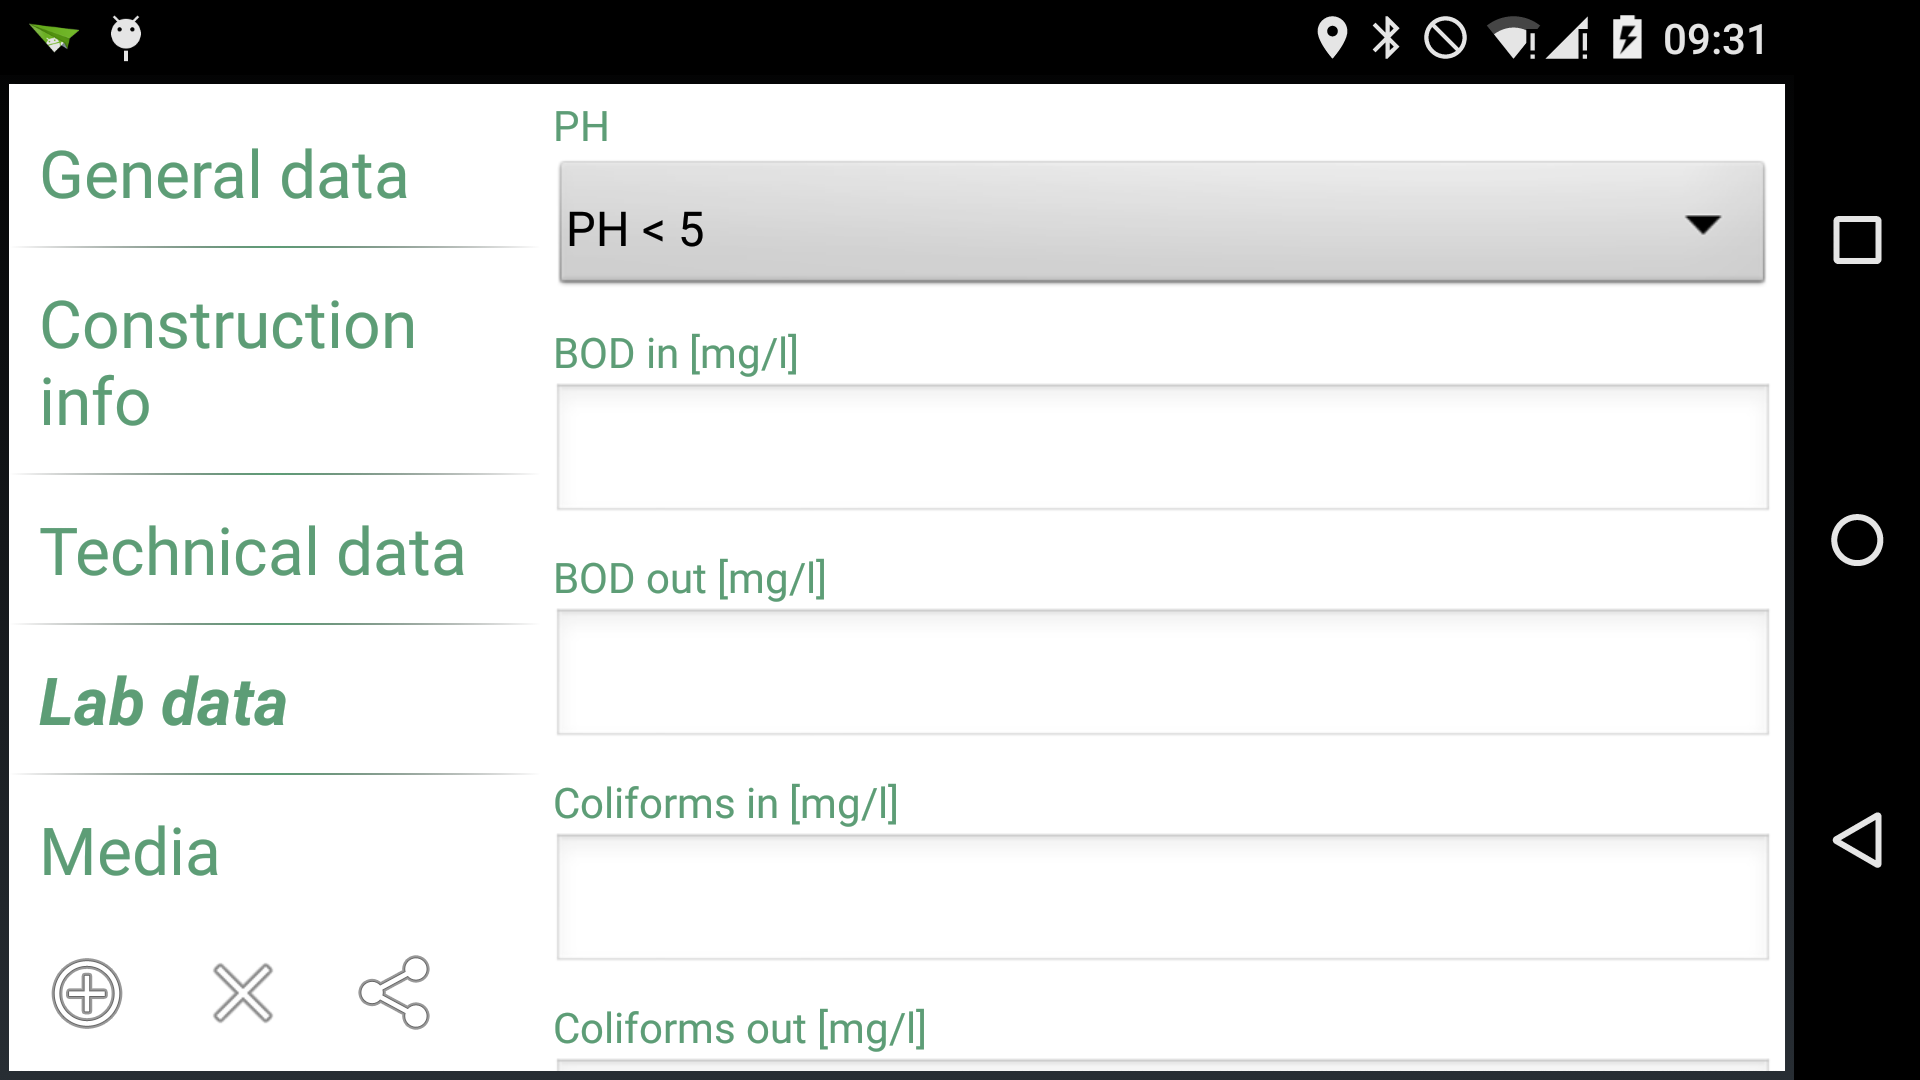 09:31
General data
Construction
info
Technical data
Lab data
Media
PH
PH < 5
BOD in [mg/l]
BOD out [mg/l]
Coliforms in [mg/l]
Coliforms out [mg/l]